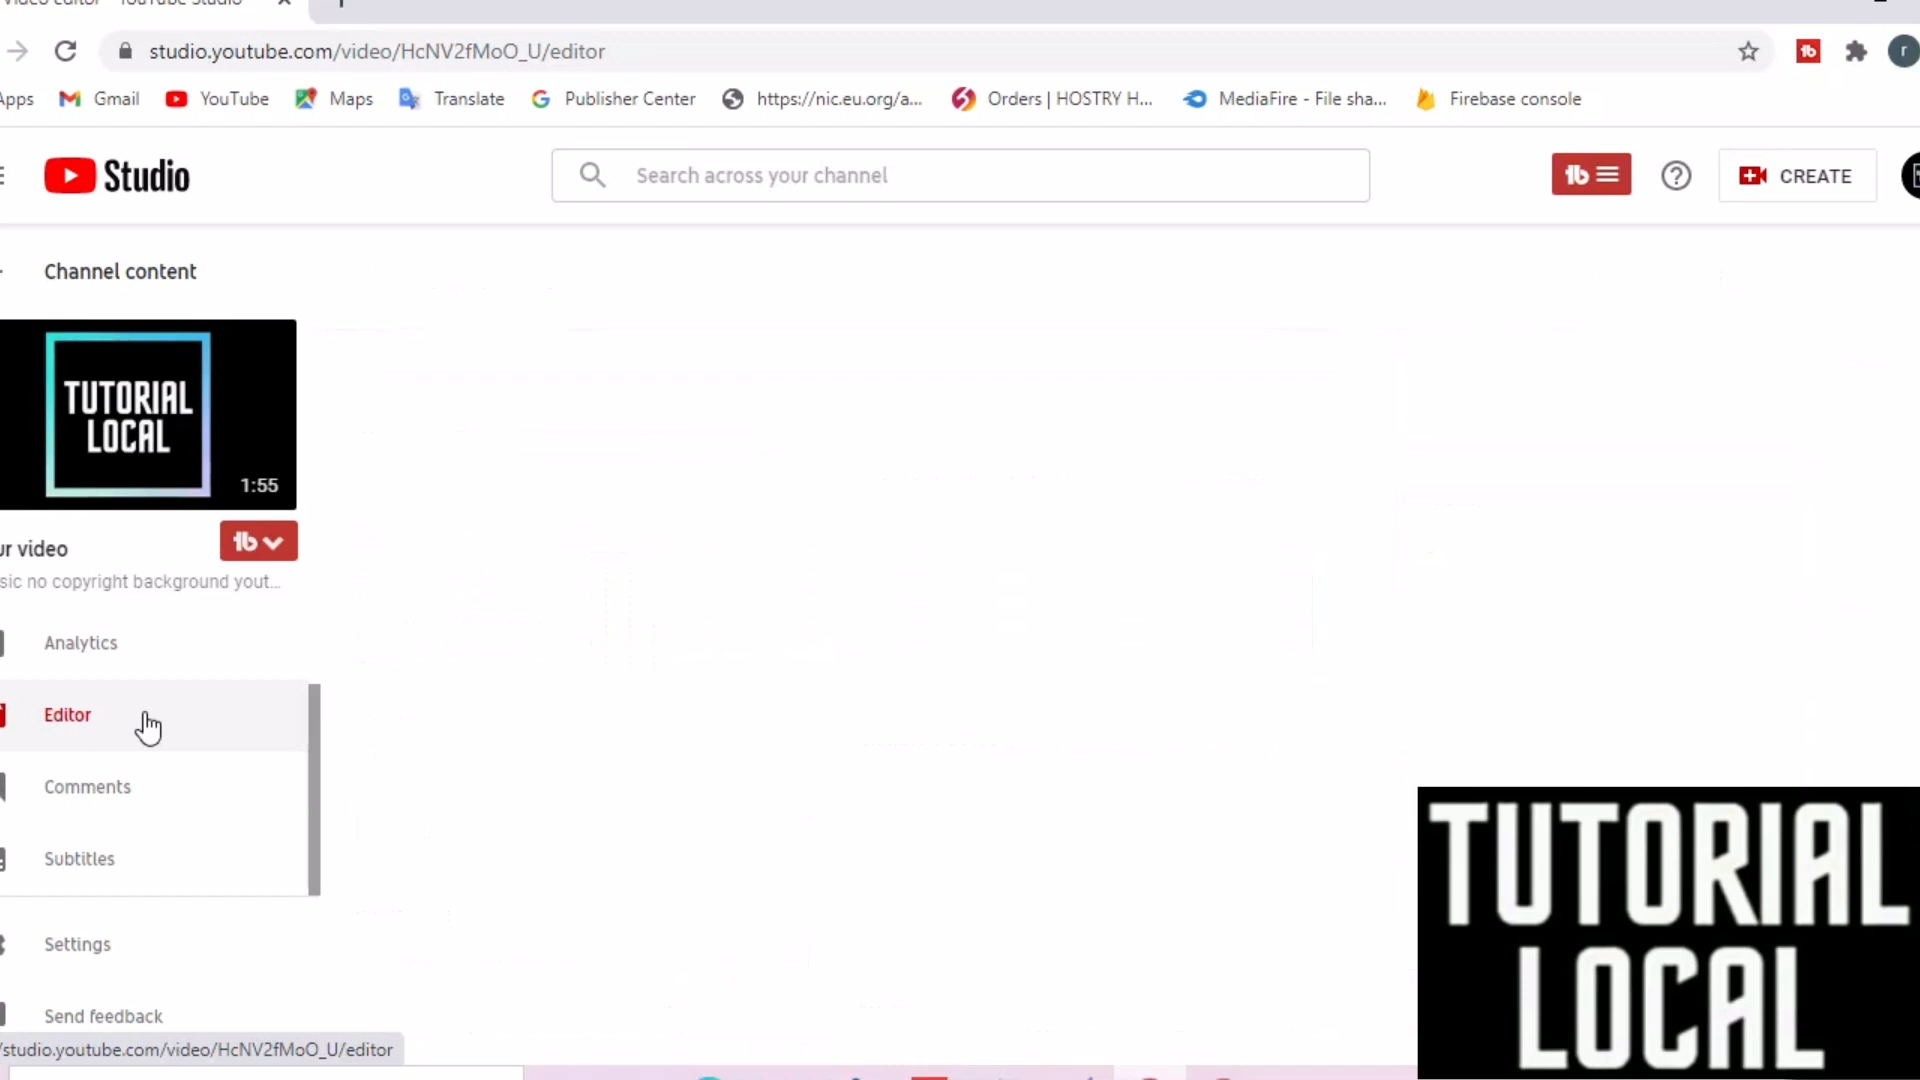 studio.youtube.com/video/HcNV2fMoO_U/editor
Gmail YouTube Maps Translate Publisher Center https://nic.eu.org/a... Orders | HOSTRY H... MediaFire - File sha... Firebase console
Studio
Search across your channel
CREATE
Channel content
TUTORIAL
LOCAL
1:55
video
no copyright background yout...
Analytics
Editor
Comments
Subtitles
Settings
Send feedback
/studio.youtube.com/video/HcNV2fMoO_U/editor
TUTORIAL
LOCAL